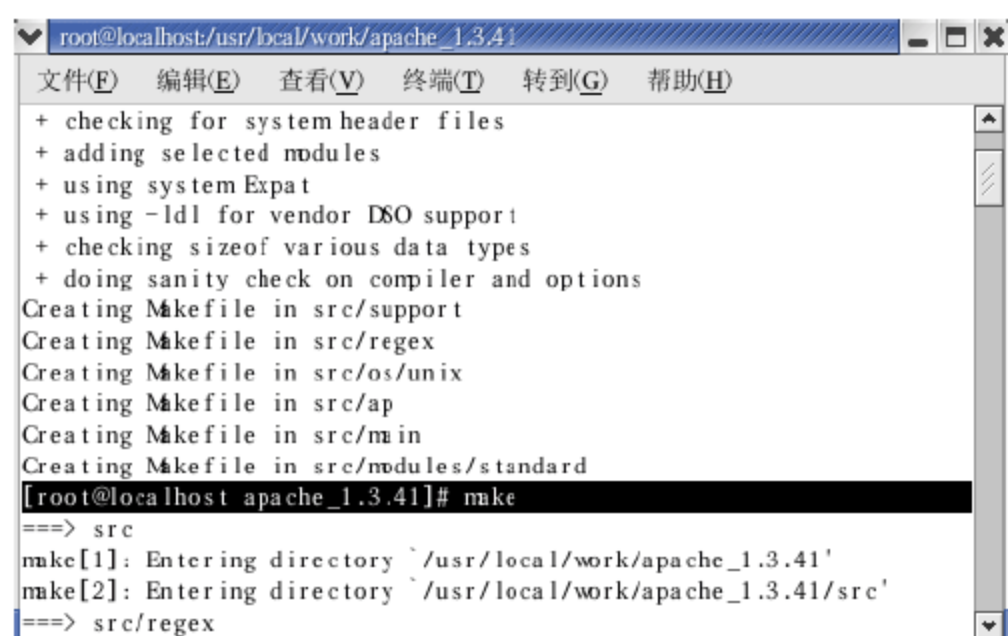 root@localhost:/usr/local/work/apache_1.3.41
文件(F) 编辑(E) 查看(V) 终端(T) 转到(G) 帮助(H)
+ checking for system header files
+ adding selected modules
+ using system Expat
+ using -ldl for vendor DSO support
+ checking sizeof various data types
+ doing sanity check on compiler and options
Creating Makefile in src/support
Creating Makefile in src/regex
Creating Makefile in src/os/unix
Creating Makefile in src/ap
Creating Makefile in src/main
Creating Makefile in src/modules/standard
[root@localhost apache_1.3.41]# make
===> src
make[1]: Entering directory `/usr/local/work/apache_1.3.41'
make[2]: Entering directory `/usr/local/work/apache_1.3.41/src'
===> src/regex